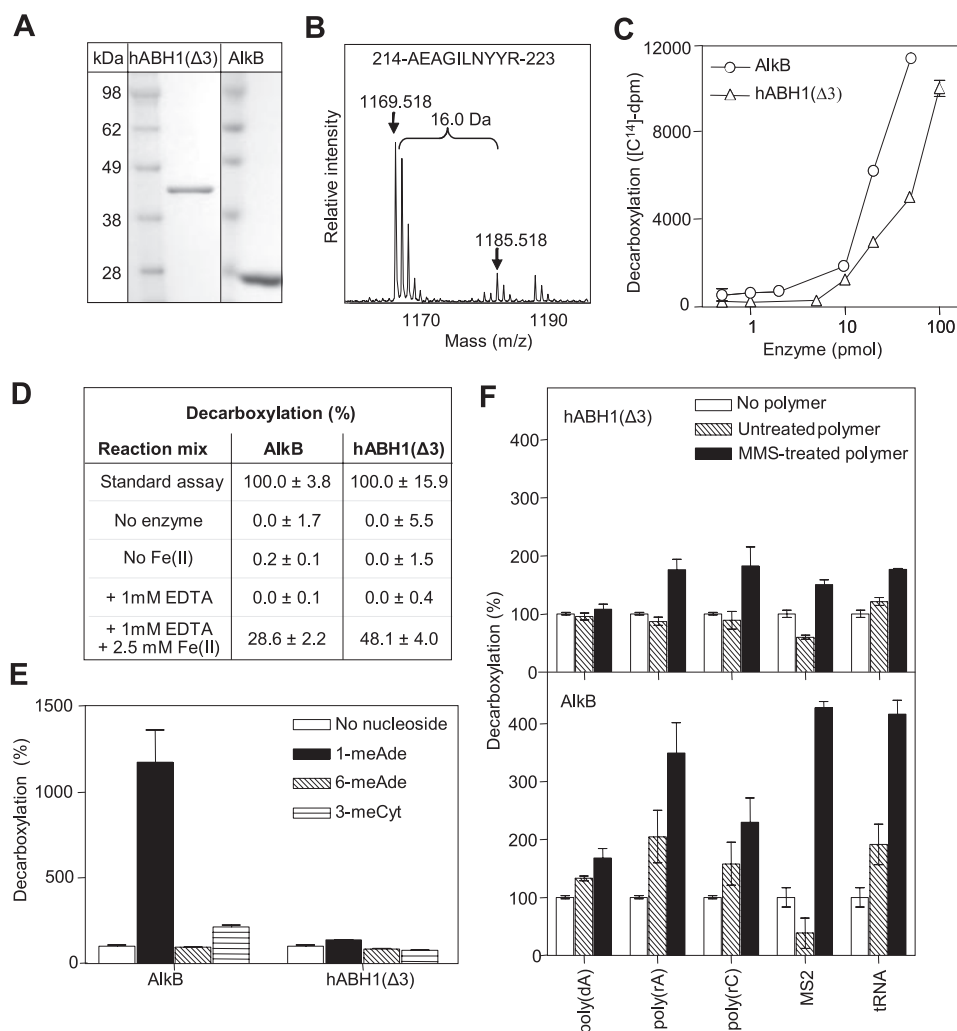 A
kDa hABH1(Δ3) AlkB
98
62
49
38
28
B
214-AEAGILNYYR-223
1169.518
16.0 Da
1185.518
Relative intensity
1170 1190
Mass (m/z)
C
12000
8000
4000
0
AlkB
hABH1(Δ3)
Decarboxylation ([C¹⁴]-dpm)
1 10 100
Enzyme (pmol)
D
Decarboxylation (%)
Reaction mix AlkB hABH1(Δ3)
Standard assay 100.0 ± 3.8 100.0 ± 15.9
No enzyme 0.0 ± 1.7 0.0 ± 5.5
No Fe(II) 0.2 ± 0.1 0.0 ± 1.5
+ 1mM EDTA 0.0 ± 0.1 0.0 ± 0.4
+ 1mM EDTA
+ 2.5 mM Fe(II) 28.6 ± 2.2 48.1 ± 4.0
E
1500
1000
500
0
Decarboxylation (%)
No nucleoside
1-meAde
6-meAde
3-meCyt
AlkB hABH1(Δ3)
F
hABH1(Δ3)
No polymer
Untreated polymer
MMS-treated polymer
400
300
200
100
0
Decarboxylation (%)
AlkB
400
300
200
100
0
poly(dA)
poly(rA)
poly(rC)
MS2
tRNA